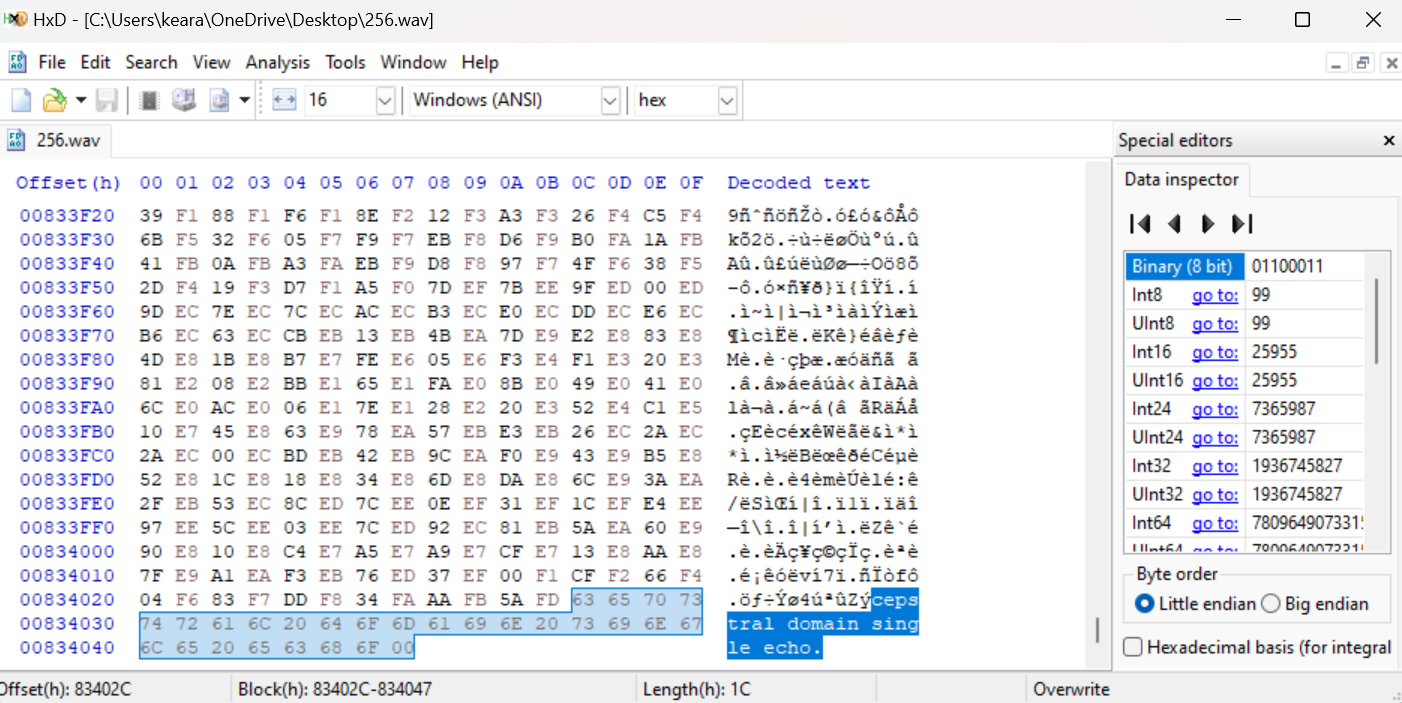 HxD - [C:\Users\keara\OneDrive\Desktop\256.wav]
File Edit Search View Analysis Tools Window Help
16 Windows (ANSI) hex
256.wav
Special editors
Data inspector
Offset(h) 00 01 02 03 04 05 06 07 08 09 0A 0B 0C 0D 0E 0F Decoded text
00833F20 39 F1 88 F1 F6 F1 8E F2 12 F3 A3 F3 26 F4 C5 F4 9ñˆñöñŽò.ó£ó&ôÅô
00833F30 6B F5 32 F6 05 F7 F9 F7 EB F8 D6 F9 B0 FA 1A FB kõ2ö.÷ù÷ëøÖù°ú.û
00833F40 41 FB 0A FB A3 FA EB F9 D8 F8 97 F7 4F F6 38 F5 Aû.û£úëùØø—÷Oö8õ
00833F50 2D F4 19 F3 D7 F1 A5 F0 7D EF 7B EE 9F ED 00 ED -ô.ó×ñ¥ð}ï{îŸí.í
00833F60 9D EC 7E EC 7C EC AC EC B3 EC E0 EC DD EC E6 EC .ì~ì|ì¬ì³ìàìÝìæì
00833F70 B6 EC 63 EC CB EB 13 EB 4B EA 7D E9 E2 E8 83 E8 ¶ìcìËë.ëKê}éâèƒè
00833F80 4D E8 1B E8 B7 E7 FE E6 05 E6 F3 E4 F1 E3 20 E3 Mè.è·çþæ.æóäñã ã
00833F90 81 E2 08 E2 BB E1 65 E1 FA E0 8B E0 49 E0 41 E0 .â.â»áeáúà‹àIàAà
00833FA0 6C E0 AC E0 06 E1 7E E1 28 E2 20 E3 52 E4 C1 E5 là¬à.á~á(â ãRäÁå
00833FB0 10 E7 45 E8 63 E9 78 EA 57 EB E3 EB 26 EC 2A EC .çEècéxêWëãë&ì*ì
00833FC0 2A EC 00 EC BD EB 42 EB 9C EA F0 E9 43 E9 B5 E8 *ì.ì½ëBëœêðéCéµè
00833FD0 52 E8 1C E8 18 E8 34 E8 6D E8 DA E8 6C E9 3A EA Rè.è.è4èmèÚèlé:ê
00833FE0 2F EB 53 EC 8C ED 7C EE 0E EF 31 EF 1C EF E4 EE /ëSìŒí|î.ï1ï.ïäî
00833FF0 97 EE 5C EE 03 EE 7C ED 92 EC 81 EB 5A EA 60 E9 —î\î.î|í’ì.ëZê`é
00834000 90 E8 10 E8 C4 E7 A5 E7 A9 E7 CF E7 13 E8 AA E8 .è.èÄç¥ç©çÏç.èªè
00834010 7F E9 A1 EA F3 EB 76 ED 37 EF 00 F1 CF F2 66 F4 .é¡êóëví7ï.ñÏòfô
00834020 04 F6 83 F7 DD F8 34 FA AA FB 5A FD 63 65 70 73 .öƒ÷Ýø4úªûZýceps
00834030 74 72 61 6C 20 64 6F 6D 61 69 6E 20 73 69 6E 67 tral domain sing
00834040 6C 65 20 65 63 68 6F 00 le echo.
Binary (8 bit) 01100011
Int8 go to: 99
UInt8 go to: 99
Int16 go to: 25955
UInt16 go to: 25955
Int24 go to: 7365987
UInt24 go to: 7365987
Int32 go to: 1936745827
UInt32 go to: 1936745827
Int64 go to: 780964907331
UInt64 go to: 780964907331
Byte order
Little endian Big endian
Hexadecimal basis (for integral
Offset(h): 83402C Block(h): 83402C-834047 Length(h): 1C Overwrite